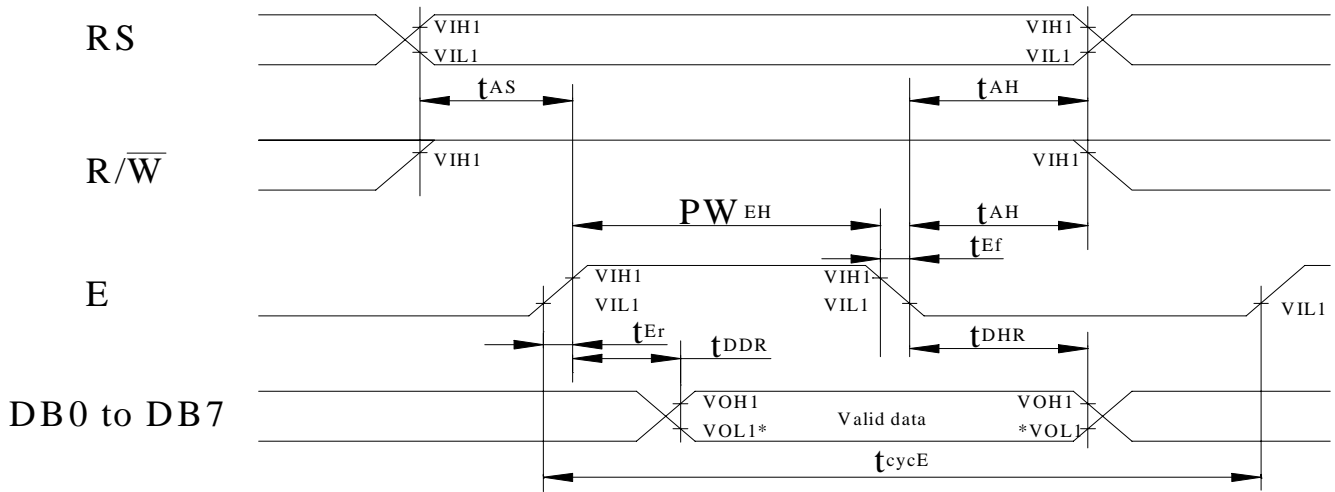 RS
VIH1
VIL1
VIH1
VIL1
tAS
tAH
R/W̅
VIH1
VIH1
PWEH
tAH
tEf
E
VIH1
VIL1
VIH1
VIL1
VIL1
tEr
tDDR
tDHR
DB0 to DB7
VOH1
VOL1*
Valid data
VOH1
*VOL1
tcycE